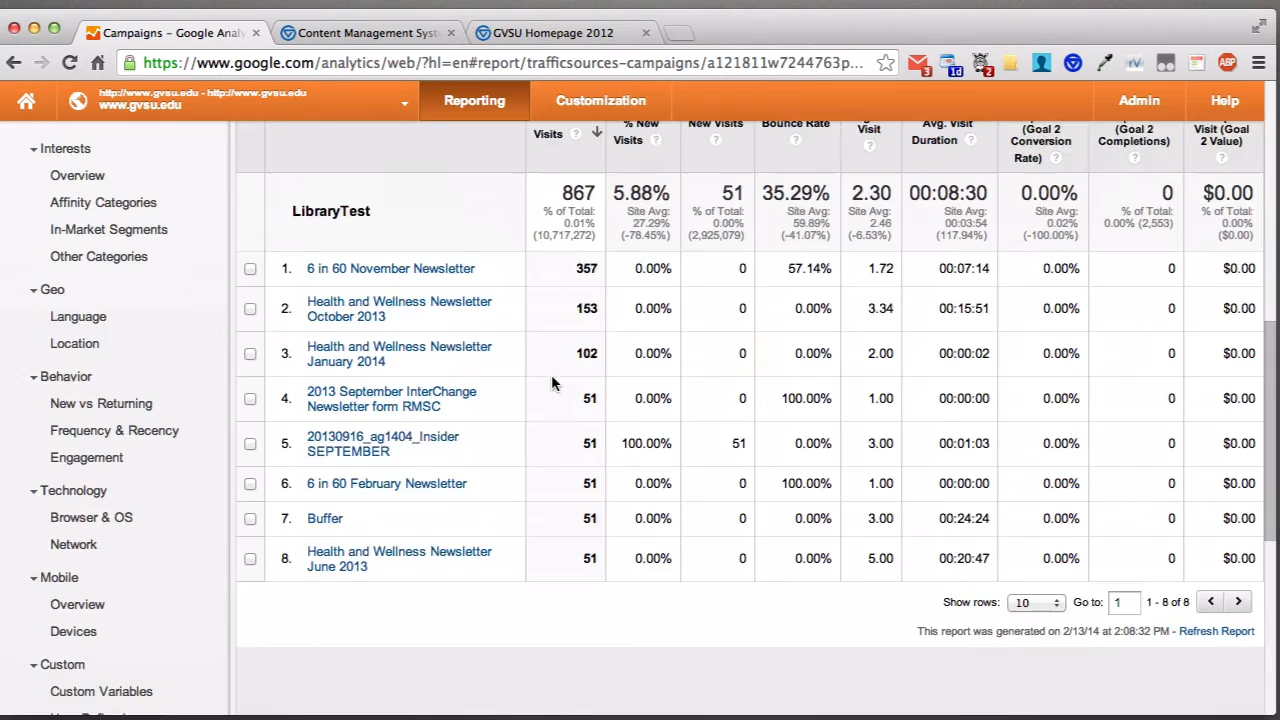 Campaigns – Google Analy
Content Management Syst
GVSU Homepage 2012
https://www.google.com/analytics/web/?hl=en#report/trafficsources-campaigns/a121811w7244763p...
3
1d
2
ABP
http://www.gvsu.edu - http://www.gvsu.edu
www.gvsu.edu
Reporting
Customization
Admin
Help
Interests
Overview
Affinity Categories
In-Market Segments
Other Categories
Geo
Language
Location
Behavior
New vs Returning
Frequency & Recency
Engagement
Technology
Browser & OS
Network
Mobile
Overview
Devices
Custom
Custom Variables
Visits ?
% New
Visits ?
New Visits
?
Bounce Rate
?
Visit
?
Avg. Visit
Duration ?
(Goal 2
Conversion
Rate) ?
(Goal 2
Completions)
?
Visit (Goal
2 Value)
?
LibraryTest
867
% of Total:
0.01%
(10,717,272)
5.88%
Site Avg:
27.29%
(-78.45%)
51
% of Total:
0.00%
(2,925,079)
35.29%
Site Avg:
59.89%
(-41.07%)
2.30
Site Avg:
2.46
(-6.53%)
00:08:30
Site Avg:
00:03:54
(117.94%)
0.00%
Site Avg:
0.02%
(-100.00%)
0
% of Total:
0.00% (2,553)
$0.00
% of Total:
0.00%
($0.00)
1. 6 in 60 November Newsletter 357 0.00% 0 57.14% 1.72 00:07:14 0.00% 0 $0.00
2. Health and Wellness Newsletter
October 2013 153 0.00% 0 0.00% 3.34 00:15:51 0.00% 0 $0.00
3. Health and Wellness Newsletter
January 2014 102 0.00% 0 0.00% 2.00 00:00:02 0.00% 0 $0.00
4. 2013 September InterChange
Newsletter form RMSC 51 0.00% 0 100.00% 1.00 00:00:00 0.00% 0 $0.00
5. 20130916_ag1404_Insider
SEPTEMBER 51 100.00% 51 0.00% 3.00 00:01:03 0.00% 0 $0.00
6. 6 in 60 February Newsletter 51 0.00% 0 100.00% 1.00 00:00:00 0.00% 0 $0.00
7. Buffer 51 0.00% 0 0.00% 3.00 00:24:24 0.00% 0 $0.00
8. Health and Wellness Newsletter
June 2013 51 0.00% 0 0.00% 5.00 00:20:47 0.00% 0 $0.00
Show rows: 10 Go to: 1 1 - 8 of 8
This report was generated on 2/13/14 at 2:08:32 PM - Refresh Report